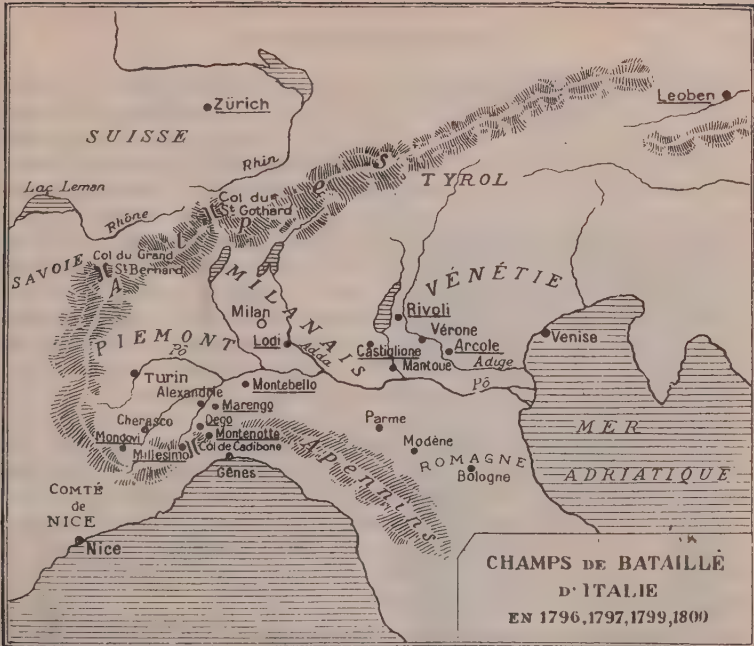 Zürich
Leoben
SUISSE
Rhin
Lac Leman
Rhône
Col du
St Gothard
TYROL
Alpes
SAVOIE
Col du Grand
St Bernard
MILANAIS
VÉNÉTIE
Milan
Rivoli
Vérone
Arcole
Venise
PIEMONT
Lodi
Adda
Castiglione
Mantoue
Adige
Pô
Pô
Turin
Alexandrie
Montebello
Marengo
Cherasco
Dego
Mondovi
Montenotte
Millesimo
Col de Cadibone
Gênes
Parme
Modène
ROMAGNE
Bologne
Apennins
MER
ADRIATIQUE
COMTÉ
de
NICE
Nice
CHAMPS DE BATAILLE
D'ITALIE
EN 1796,1797,1799,1800